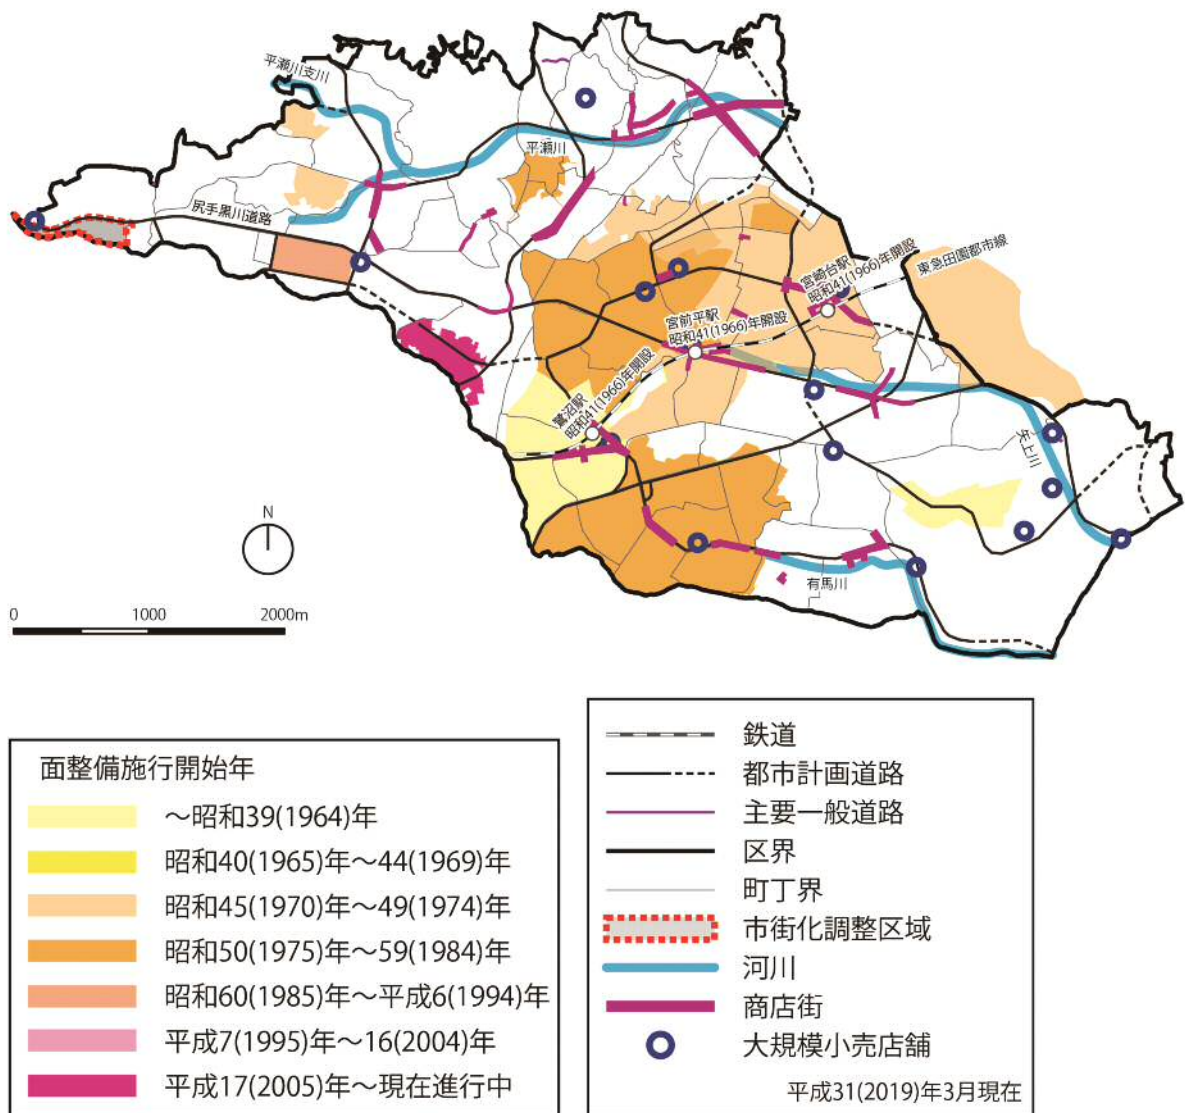 平瀬川支川
平瀬川
尻手黒川道路
東急田園都市線
宮崎台駅
昭和41(1966)年開設
宮前平駅
昭和41(1966)年開設
鷺沼駅
昭和41(1966)年開設
矢上川
有馬川
N
0 1000 2000m
面整備施行開始年
～昭和39(1964)年
昭和40(1965)年～44(1969)年
昭和45(1970)年～49(1974)年
昭和50(1975)年～59(1984)年
昭和60(1985)年～平成6(1994)年
平成7(1995)年～16(2004)年
平成17(2005)年～現在進行中
鉄道
都市計画道路
主要一般道路
区界
町丁界
市街化調整区域
河川
商店街
大規模小売店舗
平成31(2019)年3月現在